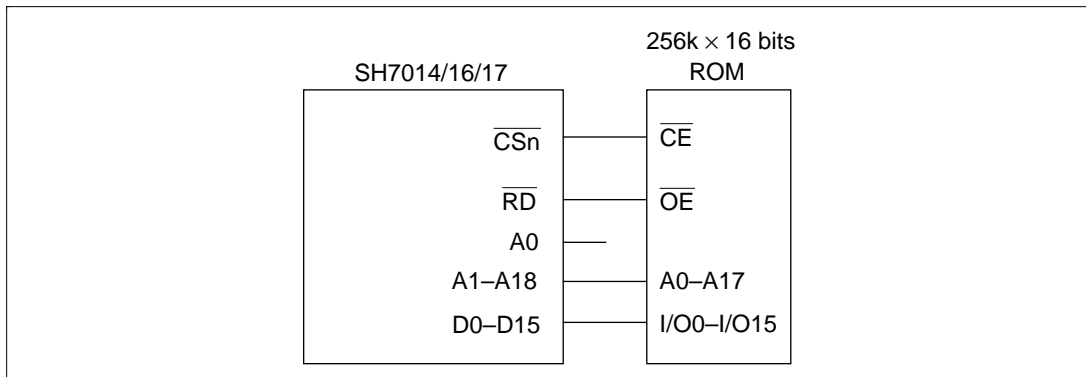 256k × 16 bits
SH7014/16/17 ROM
CSn CE
RD OE
A0
A1–A18 A0–A17
D0–D15 I/O0–I/O15